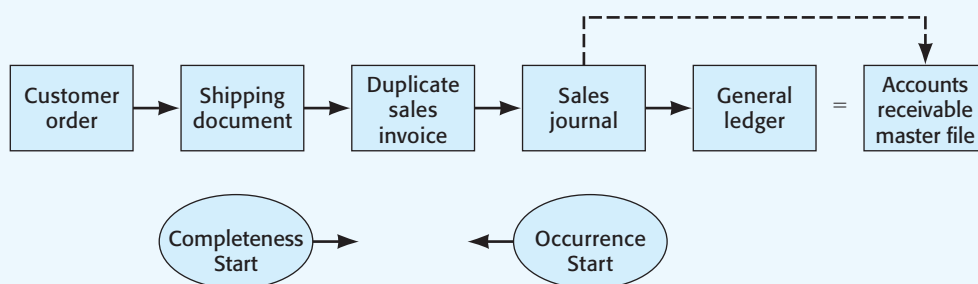 Customer
order
Shipping
document
Duplicate
sales
invoice
Sales
journal
General
ledger
=
Accounts
receivable
master file
Completeness
Start
Occurrence
Start